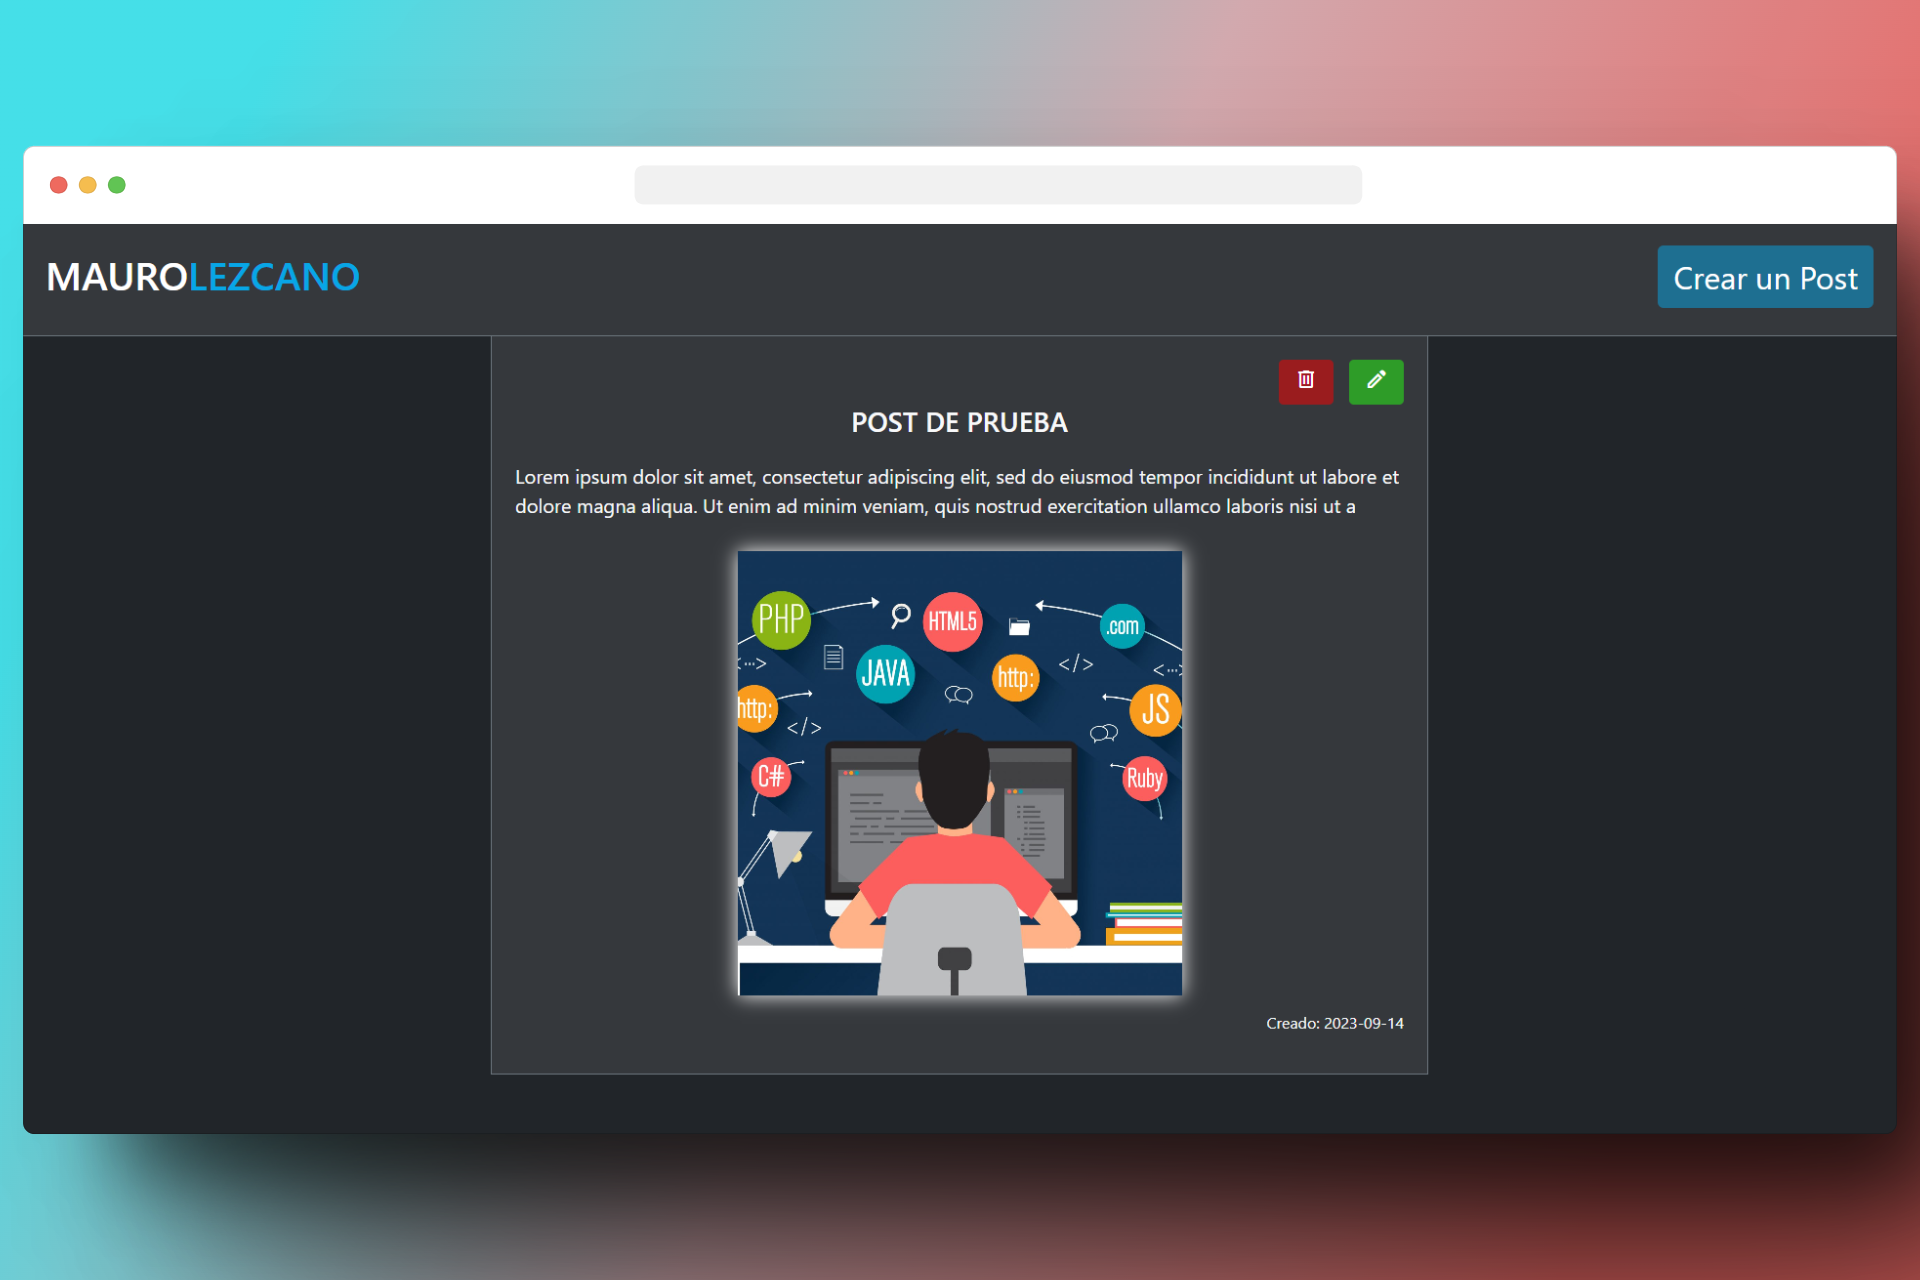 MAUROLEZCANO
Crear un Post
POST DE PRUEBA
Lorem ipsum dolor sit amet, consectetur adipiscing elit, sed do eiusmod tempor incididunt ut labore et
dolore magna aliqua. Ut enim ad minim veniam, quis nostrud exercitation ullamco laboris nisi ut a
PHP
HTML5
.com
JAVA
http:
</>
<...>
<...>
http:
</>
JS
C#
Ruby
Creado: 2023-09-14